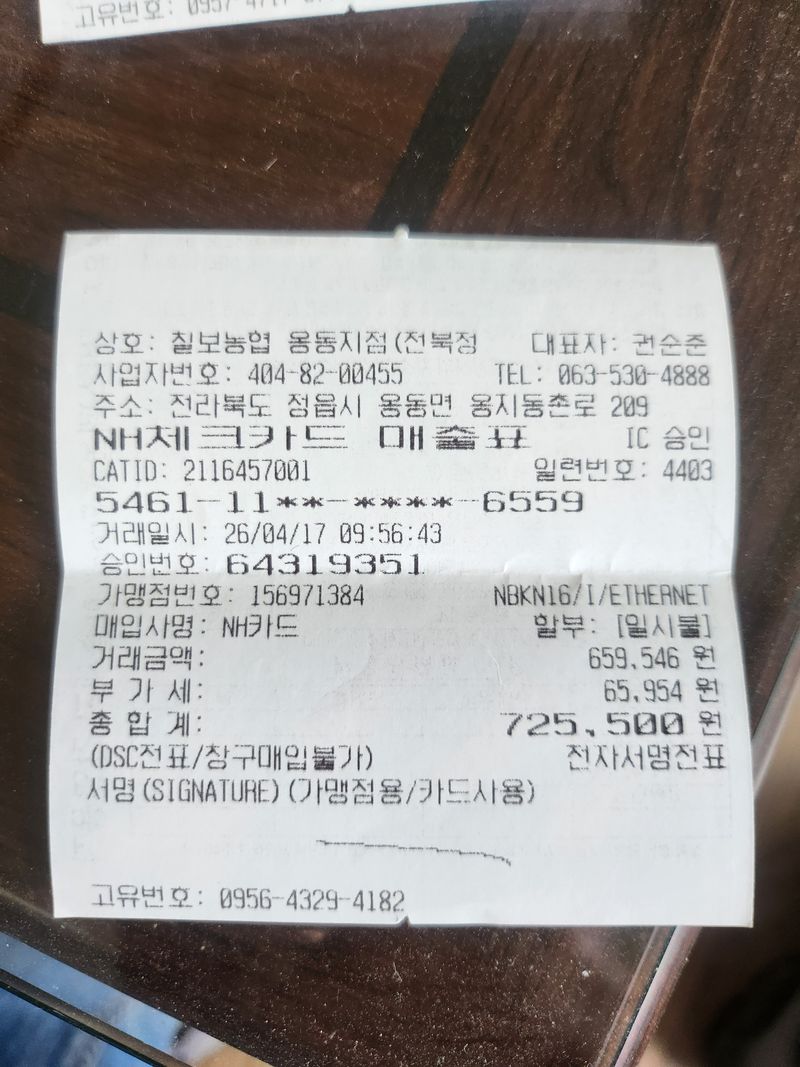 고유번호: 0957-4717
상호: 칠보농협 옹동지점(전북정 대표자: 권순준
사업자번호: 404-82-00455 TEL: 063-530-4888
주소: 전라북도 정읍시 옹동면 옹지동촌로 209
NH체크카드 매출표 IC 승인
CATID: 2116457001 일련번호: 4403
5461-11**-****-6559
거래일시: 26/04/17 09:56:43
승인번호: 64319351
가맹점번호: 156971384 NBKN16/I/ETHERNET
매입사명: NH카드 할부: [일시불]
거래금액: 659,546 원
부 가 세: 65,954 원
총 합 계: 725,500 원
(DSC전표/창구매입불가) 전자서명전표
서명(SIGNATURE)(가맹점용/카드사용)
고유번호: 0956-4329-4182